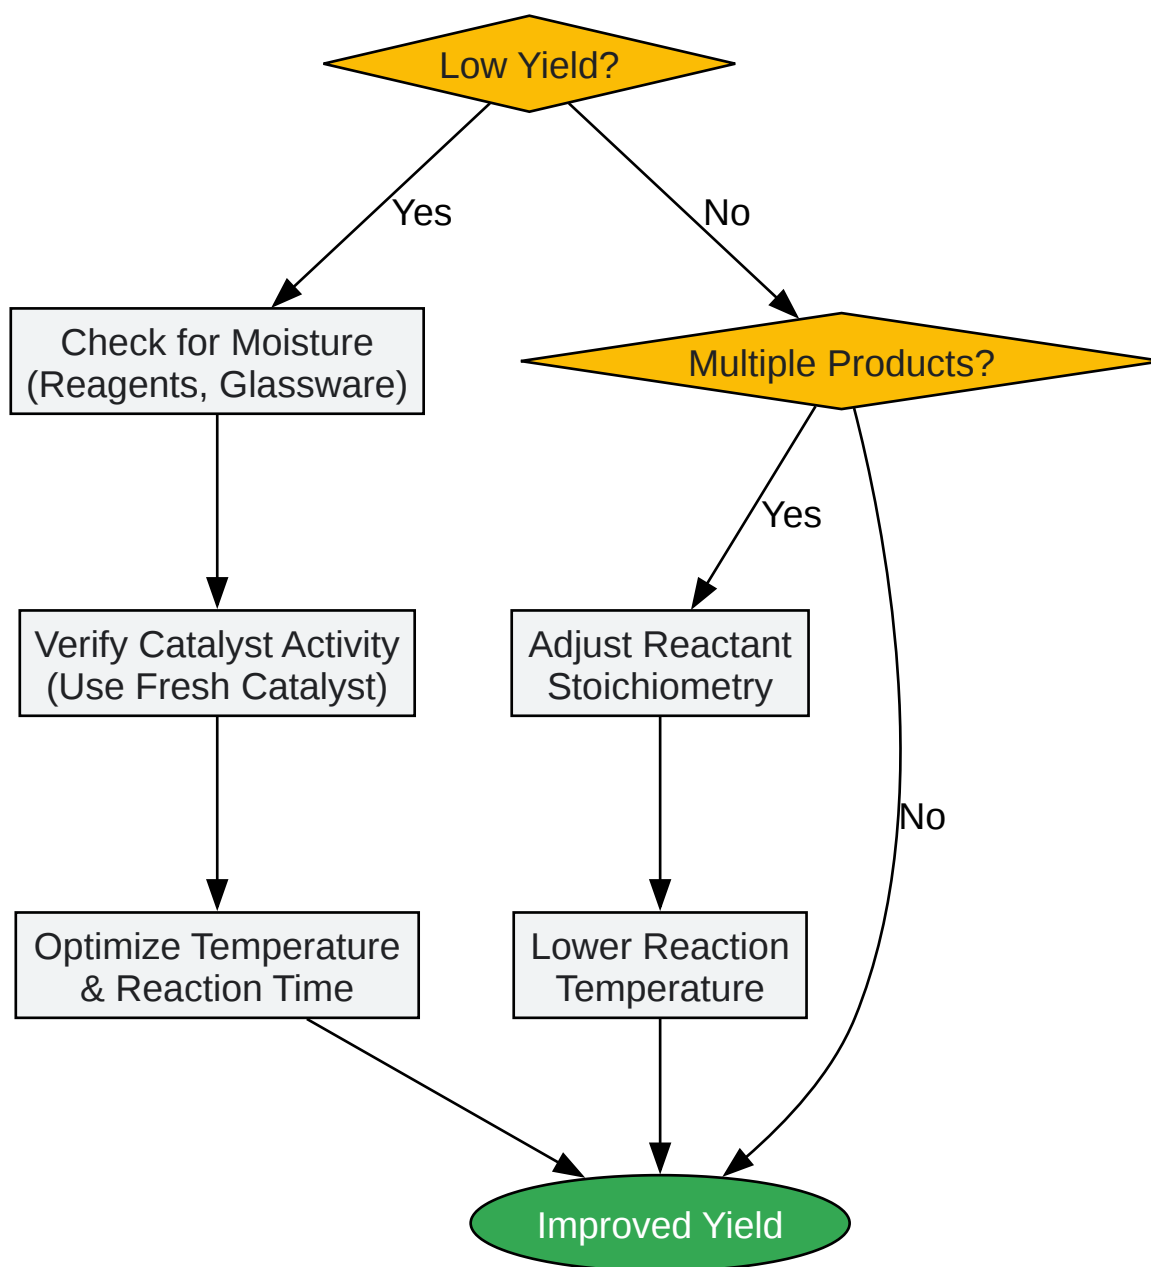 Low Yield?
Yes
No
Check for Moisture
(Reagents, Glassware)
Multiple Products?
Yes
Verify Catalyst Activity
(Use Fresh Catalyst)
Adjust Reactant
Stoichiometry
No
Optimize Temperature
& Reaction Time
Lower Reaction
Temperature
Improved Yield